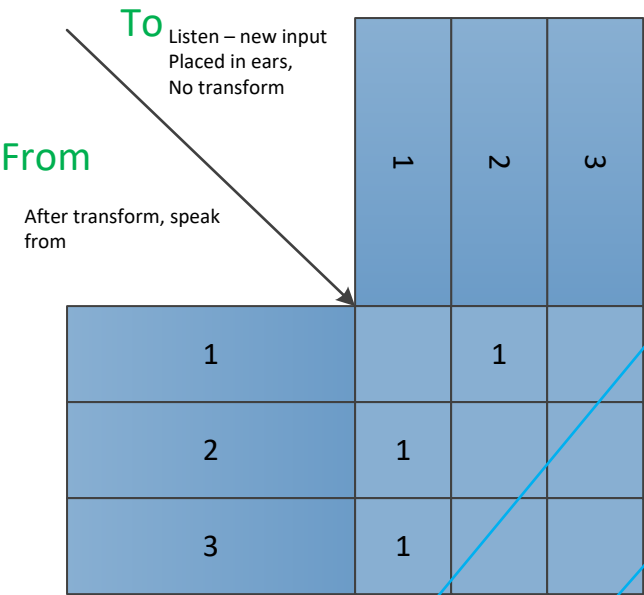 To
Listen – new input
Placed in ears,
No transform
From
After transform, speak
from
1 2 3
1 1
2 1
3 1